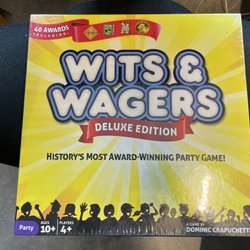 40 AWARDS
INCLUDING:
WITS &
WAGERS
DELUXE EDITION
HISTORY'S MOST AWARD-WINNING PARTY GAME!
Party
AGES
10+
PLAYERS
4+
A GAME BY
DOMINIC CRAPUCHETT